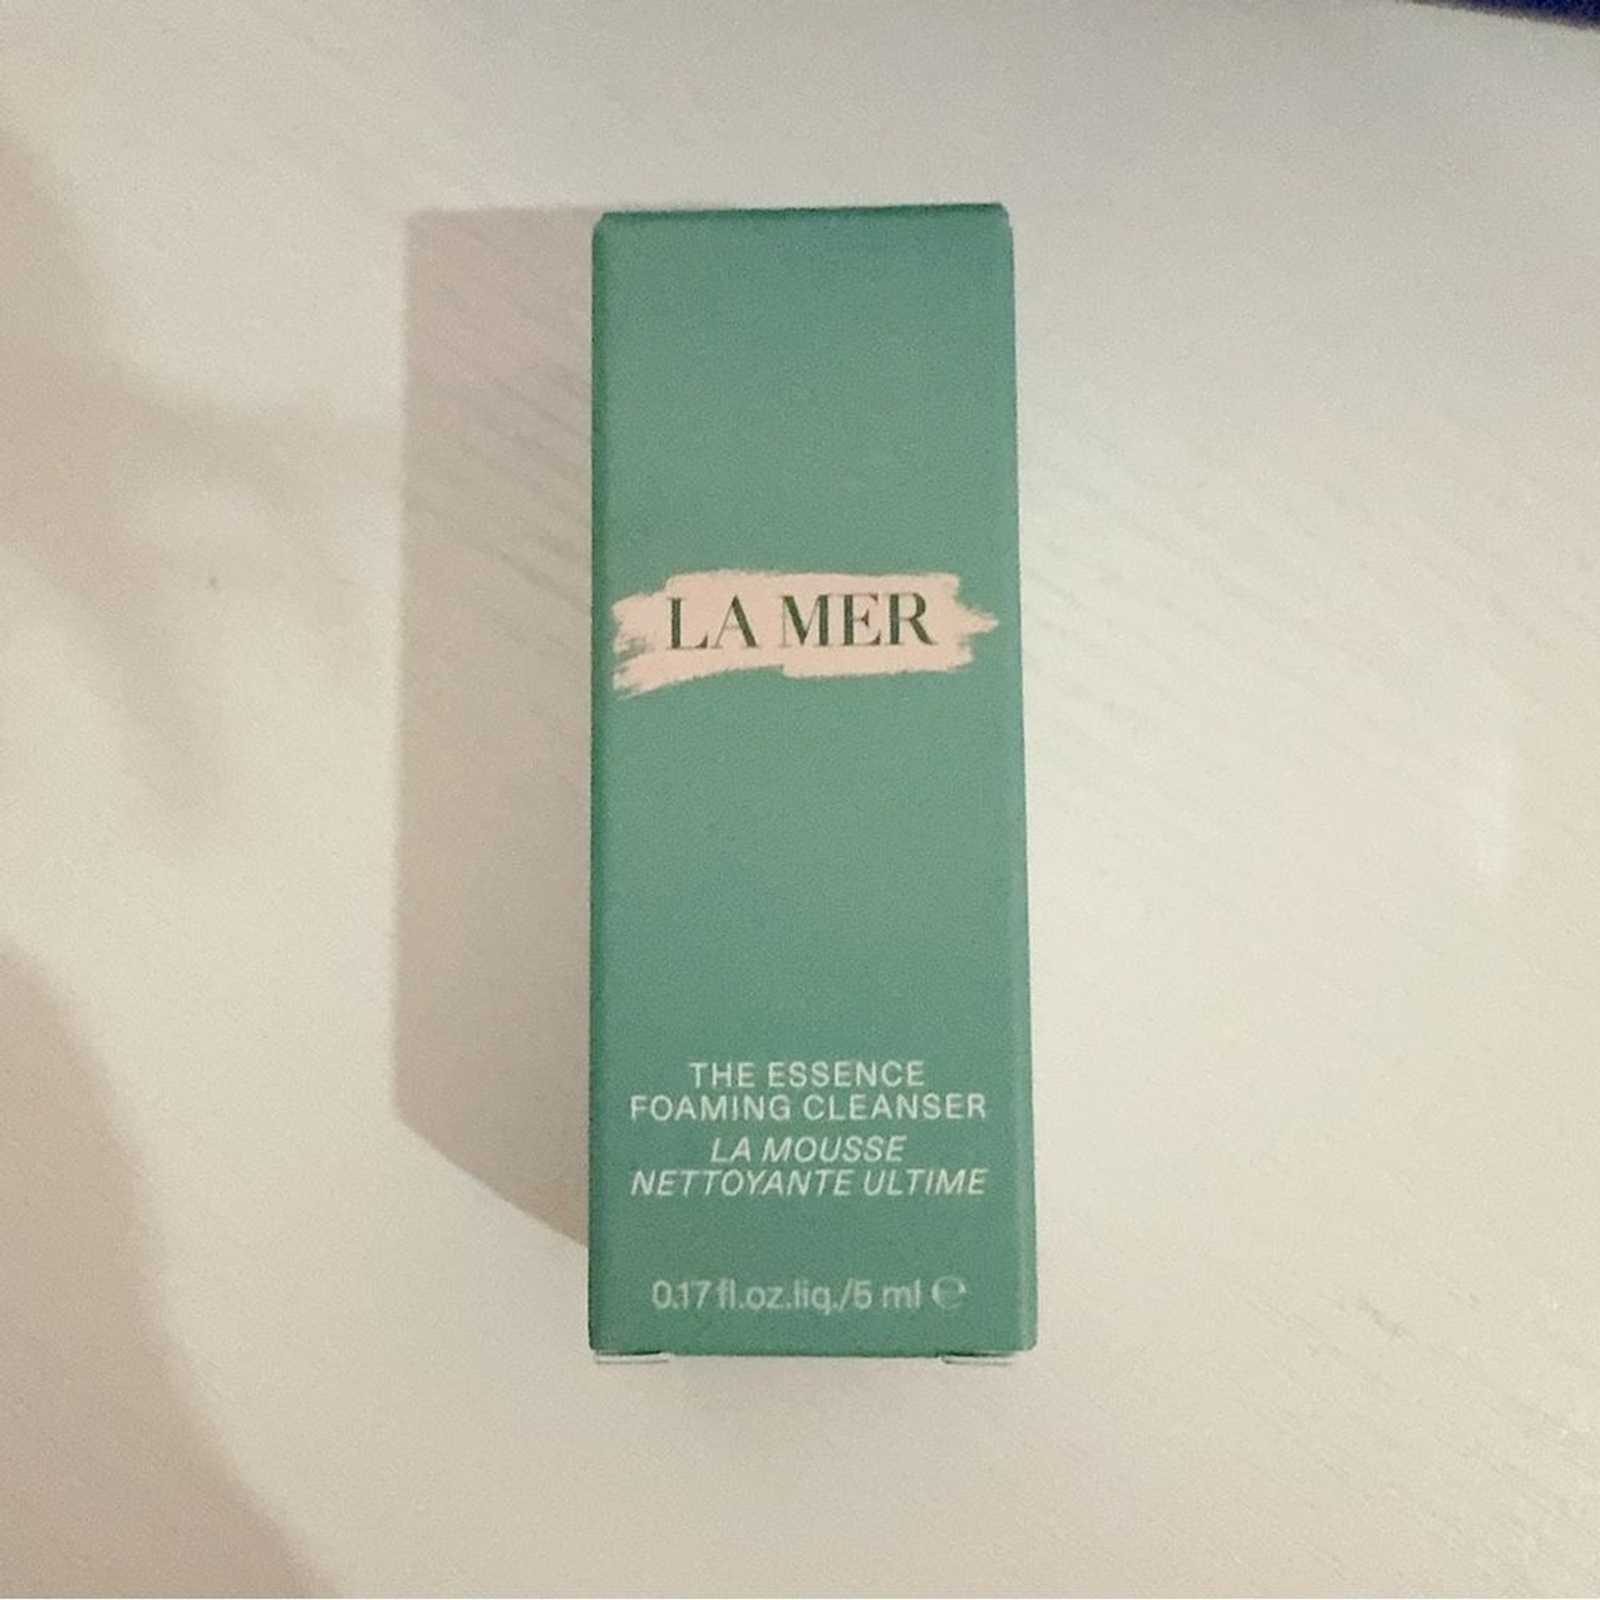 LA MER
THE ESSENCE
FOAMING CLEANSER
LA MOUSSE
NETTOYANTE ULTIME
0.17 fl.oz.liq./5 ml ℮